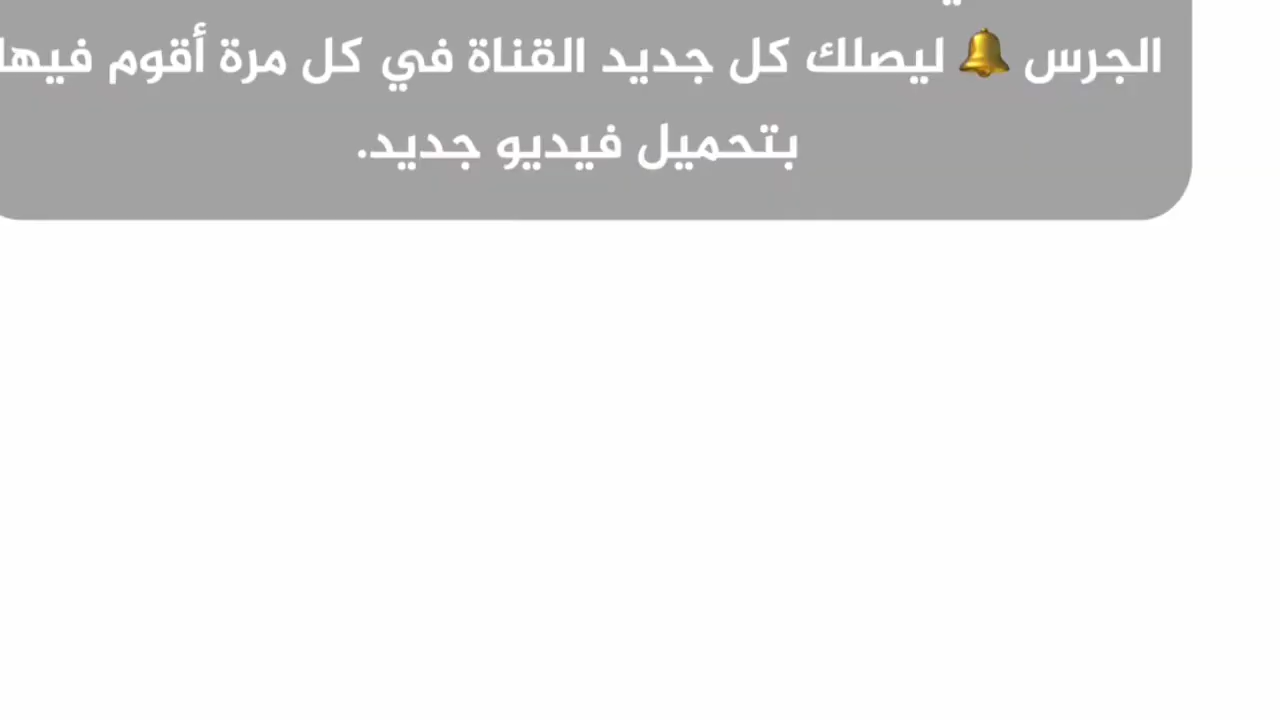 الجرس 🔔 ليصلك كل جديد القناة في كل مرة أقوم فيها
بتحميل فيديو جديد.